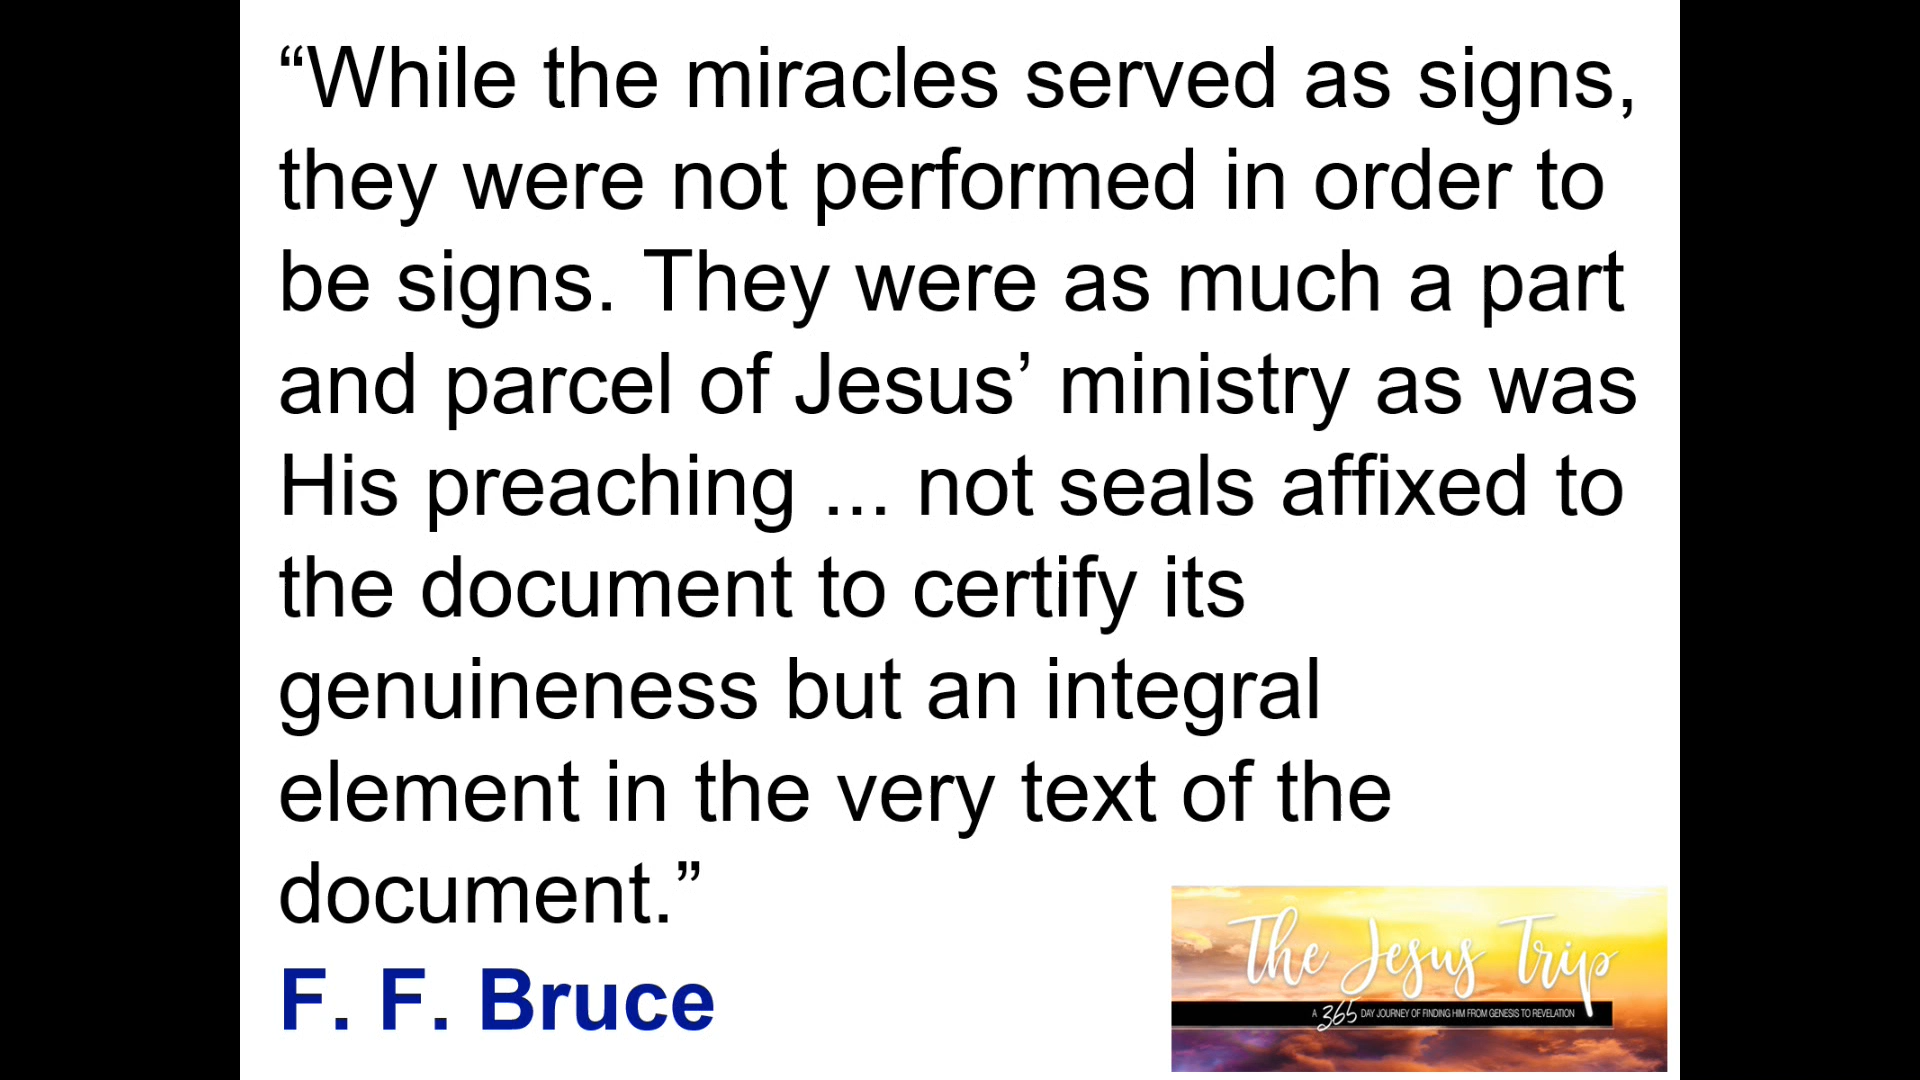 “While the miracles served as signs,
they were not performed in order to
be signs. They were as much a part
and parcel of Jesus’ ministry as was
His preaching ... not seals affixed to
the document to certify its
genuineness but an integral
element in the very text of the
document.”
F. F. Bruce
The Jesus Trip
A 365 DAY JOURNEY OF FINDING HIM FROM GENESIS TO REVELATION